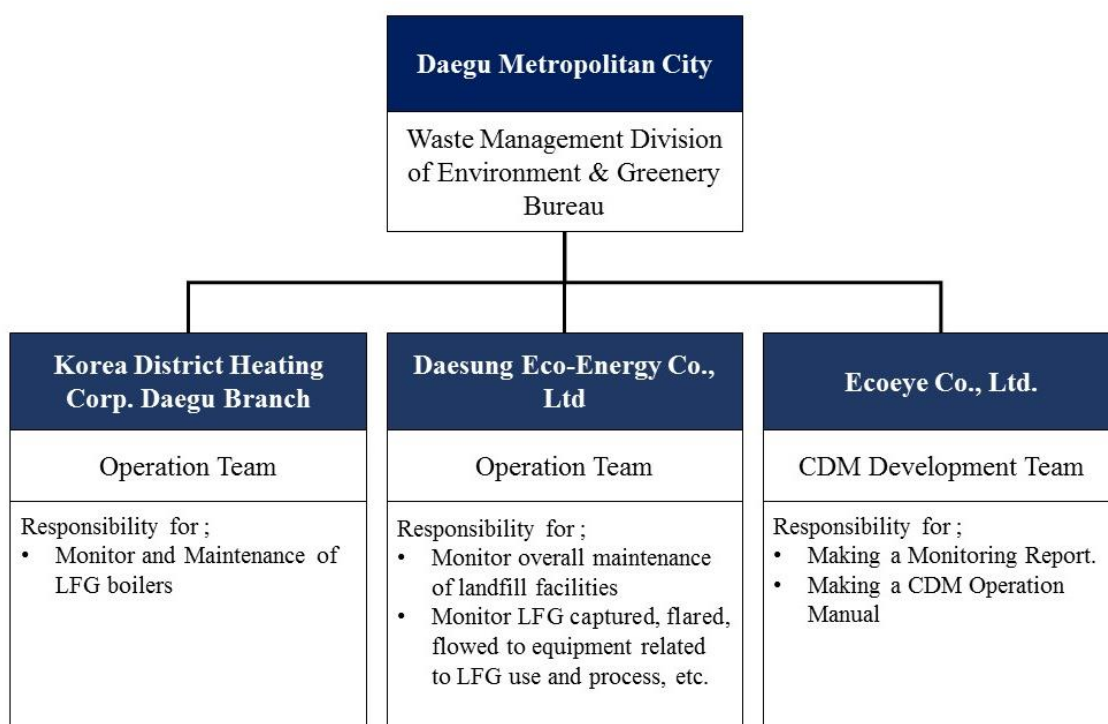 Daegu Metropolitan City
Waste Management Division
of Environment & Greenery
Bureau
Korea District Heating
Corp. Daegu Branch
Operation Team
Responsibility for ;
• Monitor and Maintenance of
LFG boilers
Daesung Eco-Energy Co.,
Ltd
Operation Team
Responsibility for ;
• Monitor overall maintenance
of landfill facilities
• Monitor LFG captured, flared,
flowed to equipment related
to LFG use and process, etc.
Ecoeye Co., Ltd.
CDM Development Team
Responsibility for ;
• Making a Monitoring Report.
• Making a CDM Operation
Manual